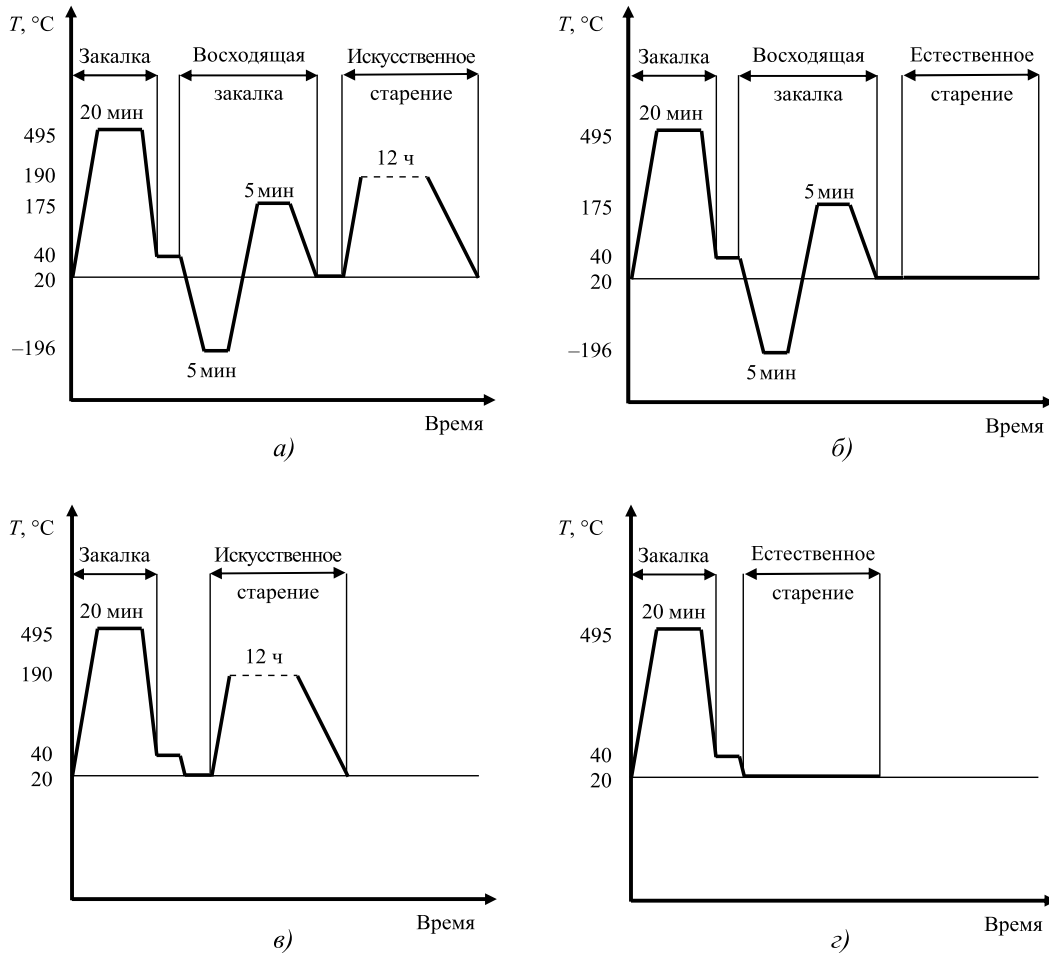 T, °C
Закалка
Восходящая
закалка
Искусственное
старение
20 мин
495
12 ч
190
5 мин
175
40
20
–196
5 мин
Время
а)
T, °C
Закалка
Восходящая
закалка
Естественное
старение
20 мин
495
5 мин
175
40
20
–196
5 мин
Время
б)
T, °C
Закалка
Искусственное
старение
20 мин
495
12 ч
190
40
20
Время
в)
T, °C
Закалка
Естественное
старение
20 мин
495
40
20
Время
г)